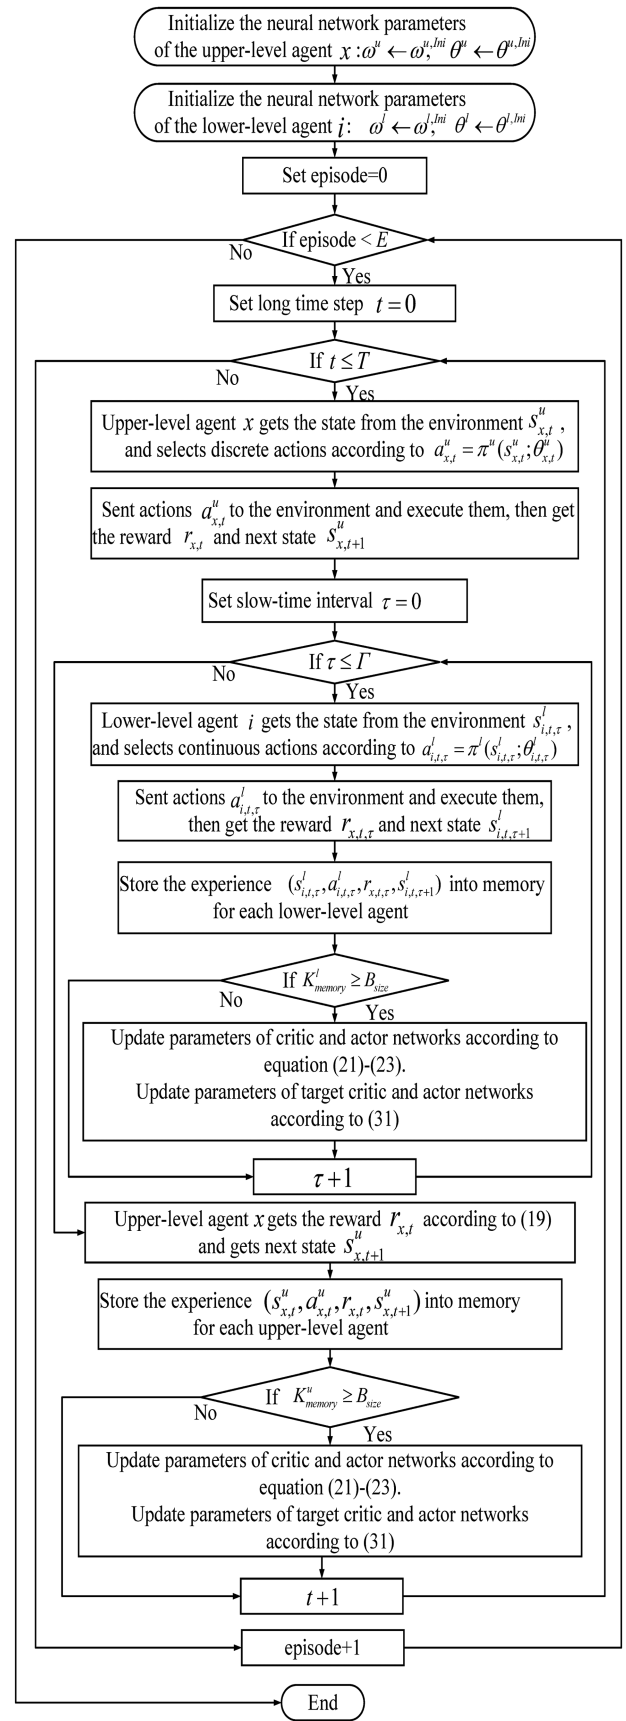 Initialize the neural network parameters
of the upper-level agent x :ω^u ←ω^{u,Ini}, θ^u ←θ^{u,Ini}
Initialize the neural network parameters
of the lower-level agent i: ω^l ←ω^{l,Ini}, θ^l ←θ^{l,Ini}
Set episode=0
If episode < E
No
Yes
Set long time step t = 0
If t ≤ T
No
Yes
Upper-level agent x gets the state from the environment s^u_{x,t} ,
and selects discrete actions according to a^u_{x,t} = π^u(s^u_{x,t};θ^u_{x,t})
Sent actions a^u_{x,t} to the environment and execute them, then get
the reward r_{x,t} and next state s^u_{x,t+1}
Set slow-time interval τ = 0
If τ ≤ Γ
No
Yes
Lower-level agent i gets the state from the environment s^l_{i,t,τ} ,
and selects continuous actions according to a^l_{i,t,τ} = π^l(s^l_{i,t,τ};θ^l_{i,t,τ})
Sent actions a^l_{i,t,τ} to the environment and execute them,
then get the reward r_{x,t,τ} and next state s^l_{i,t,τ+1}
Store the experience (s^l_{i,t,τ},a^l_{i,t,τ},r_{x,t,τ},s^l_{i,t,τ+1}) into memory
for each lower-level agent
If K^l_{memory} ≥ B_{size}
No
Yes
Update parameters of critic and actor networks according to
equation (21)-(23).
Update parameters of target critic and actor networks
according to (31)
τ+1
Upper-level agent x gets the reward r_{x,t} according to (19)
and gets next state s^u_{x,t+1}
Store the experience (s^u_{x,t},a^u_{x,t},r_{x,t},s^u_{x,t+1}) into memory
for each upper-level agent
If K^u_{memory} ≥ B_{size}
No
Yes
Update parameters of critic and actor networks according to
equation (21)-(23).
Update parameters of target critic and actor networks
according to (31)
t+1
episode+1
End